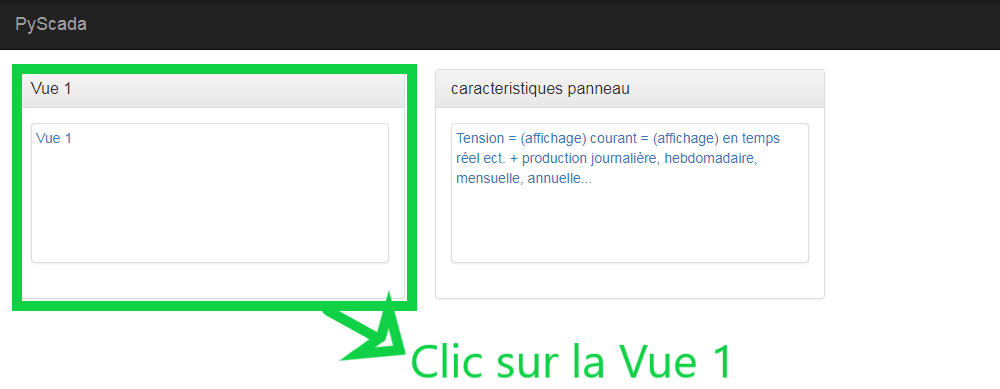 PyScada
Vue 1
Vue 1
caracteristiques panneau
Tension = (affichage) courant = (affichage) en temps
réel ect. + production journalière, hebdomadaire,
mensuelle, annuelle...
Clic sur la Vue 1